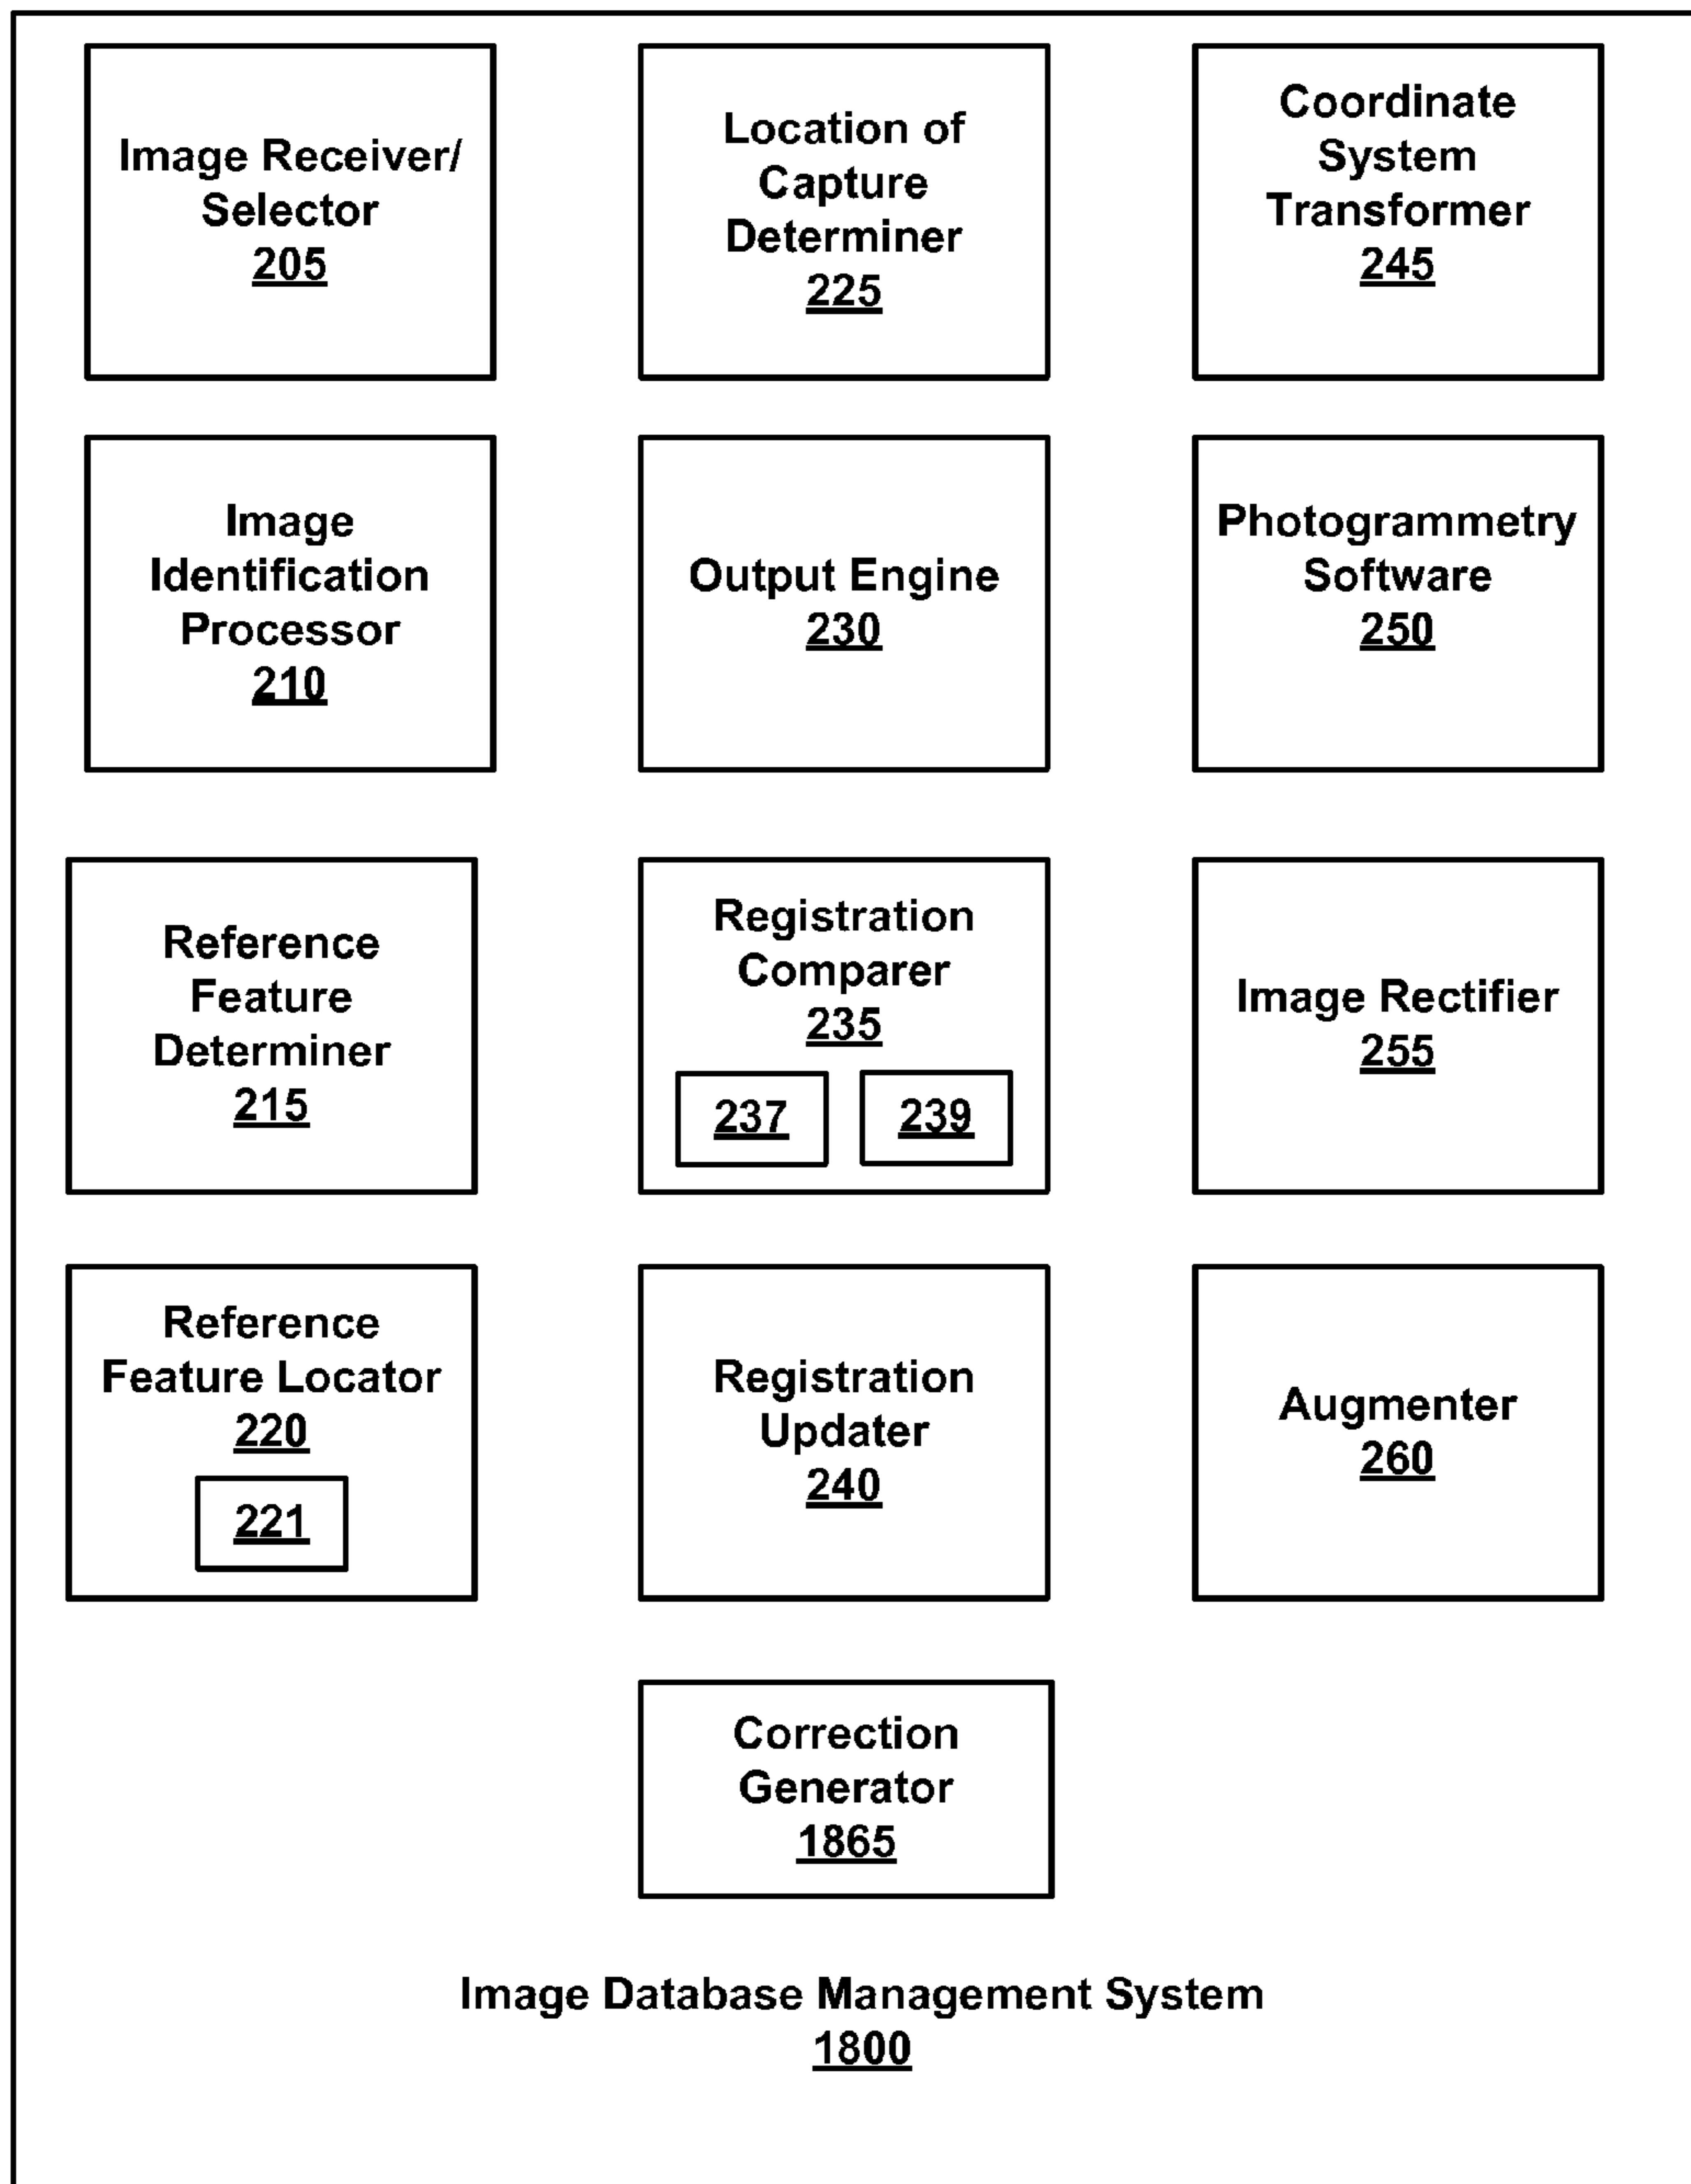 Image Receiver/
Selector
205
Location of
Capture
Determiner
225
Coordinate
System
Transformer
245
Image
Identification
Processor
210
Output Engine
230
Photogrammetry
Software
250
Reference
Feature
Determiner
215
Registration
Comparer
235
237
239
Image Rectifier
255
Reference
Feature Locator
220
221
Registration
Updater
240
Augmenter
260
Correction
Generator
1865
Image Database Management System
1800